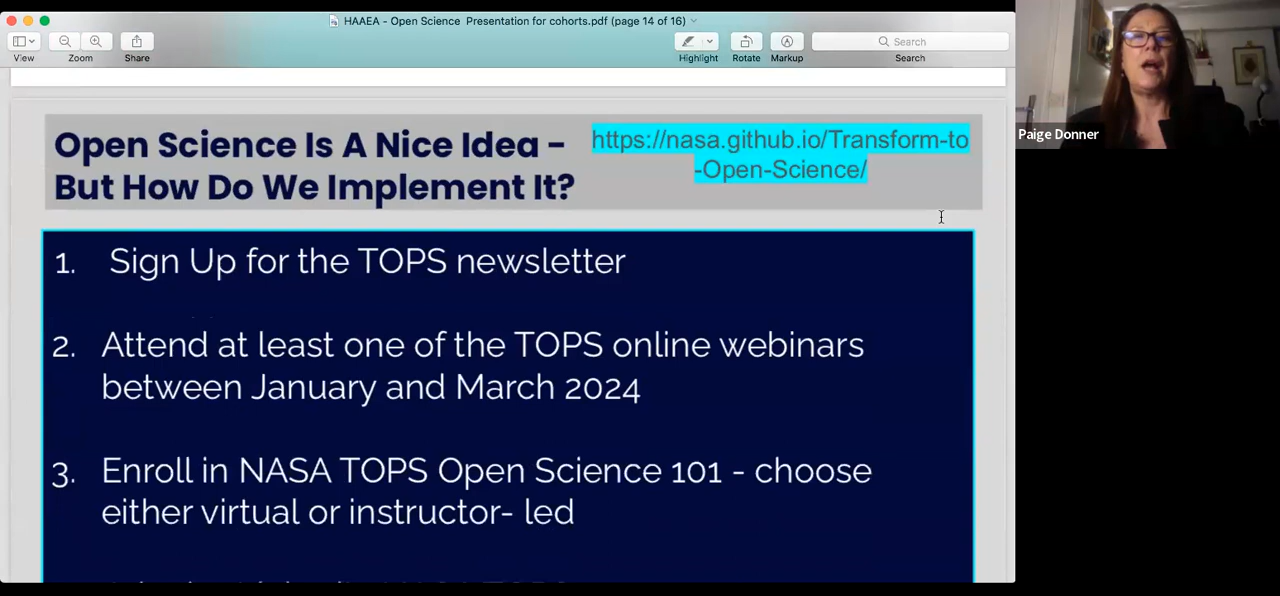 HAAEA - Open Science Presentation for cohorts.pdf (page 14 of 16)
View
Zoom
Share
Highlight
Rotate
Markup
Search
Search
Paige Donner
Open Science Is A Nice Idea -
But How Do We Implement It?
https://nasa.github.io/Transform-to
-Open-Science/
1. Sign Up for the TOPS newsletter
2. Attend at least one of the TOPS online webinars
between January and March 2024
3. Enroll in NASA TOPS Open Science 101 - choose
either virtual or instructor- led